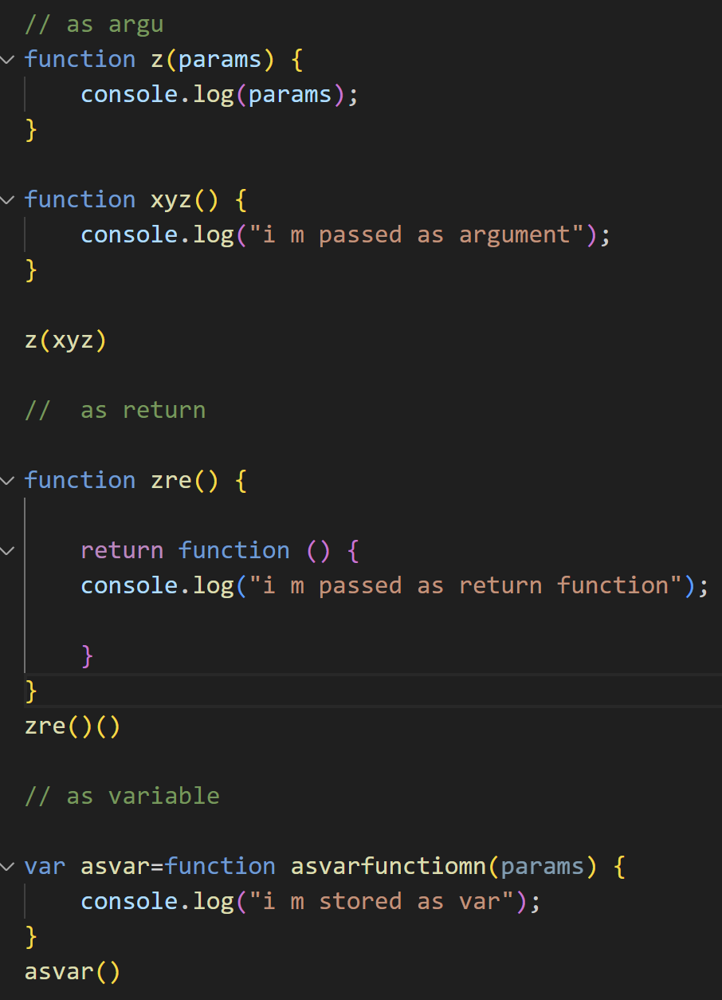 // as argu
function z(params) {
    console.log(params);
}
function xyz() {
    console.log("i m passed as argument");
}
z(xyz)
//  as return
function zre() {
    return function () {
    console.log("i m passed as return function");
    }
}
zre()()
// as variable
var asvar=function asvarfunctiomn(params) {
    console.log("i m stored as var");
}
asvar()